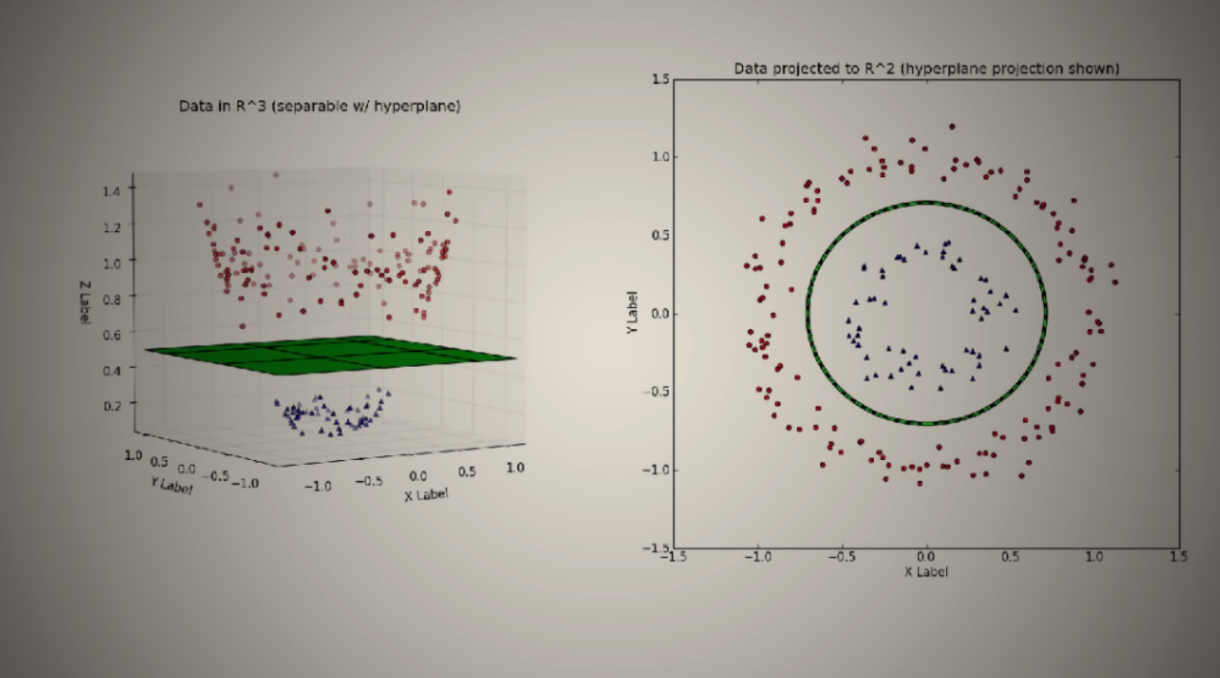 Data in R^3 (separable w/ hyperplane)
1.4
1.2
1.0
0.8
0.6
0.4
0.2
Z Label
1.0 0.5 0.0 −0.5 −1.0
Y Label
−1.0 −0.5 0.0 0.5 1.0
X Label
Data projected to R^2 (hyperplane projection shown)
1.5
1.0
0.5
0.0
−0.5
−1.0
−1.5
Y Label
−1.5 −1.0 −0.5 0.0 0.5 1.0 1.5
X Label